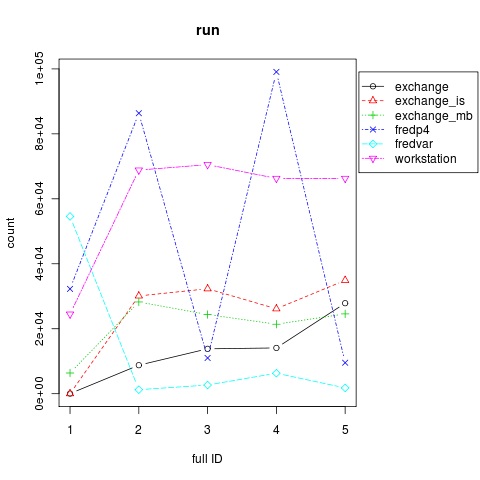 run
exchange
exchange_is
exchange_mb
fredp4
fredvar
workstation
count
1e+05
8e+04
6e+04
4e+04
2e+04
0e+00
1 2 3 4 5
full ID